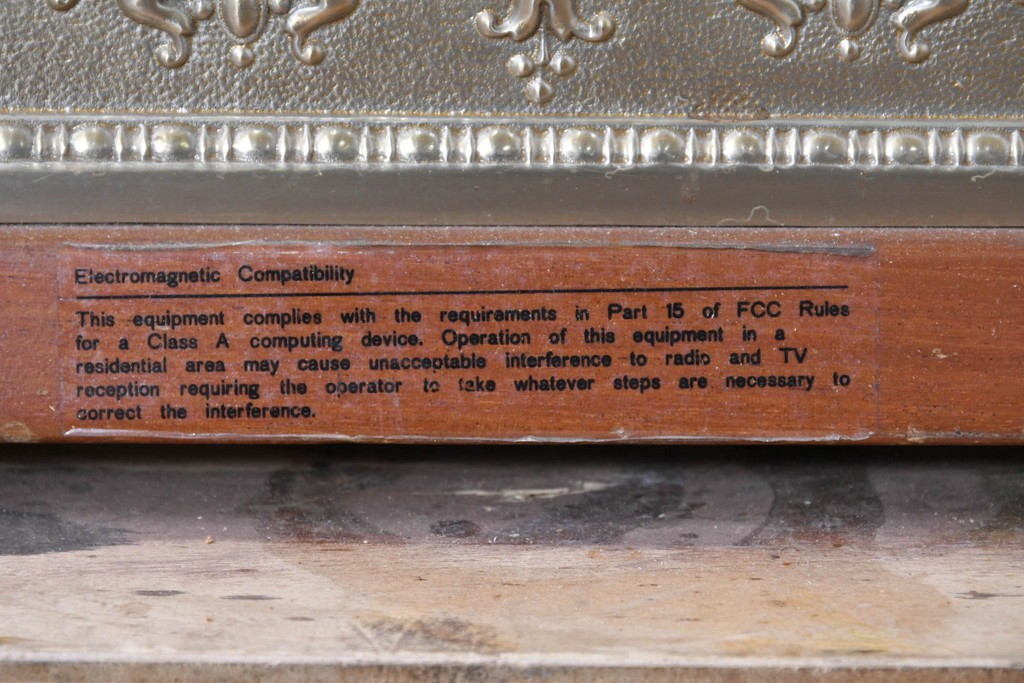 Electromagnetic Compatibility
This equipment complies with the requirements in Part 15 of FCC Rules
for a Class A computing device. Operation of this equipment in a
residential area may cause unacceptable interference to radio and TV
reception requiring the operator to take whatever steps are necessary to
correct the interference.